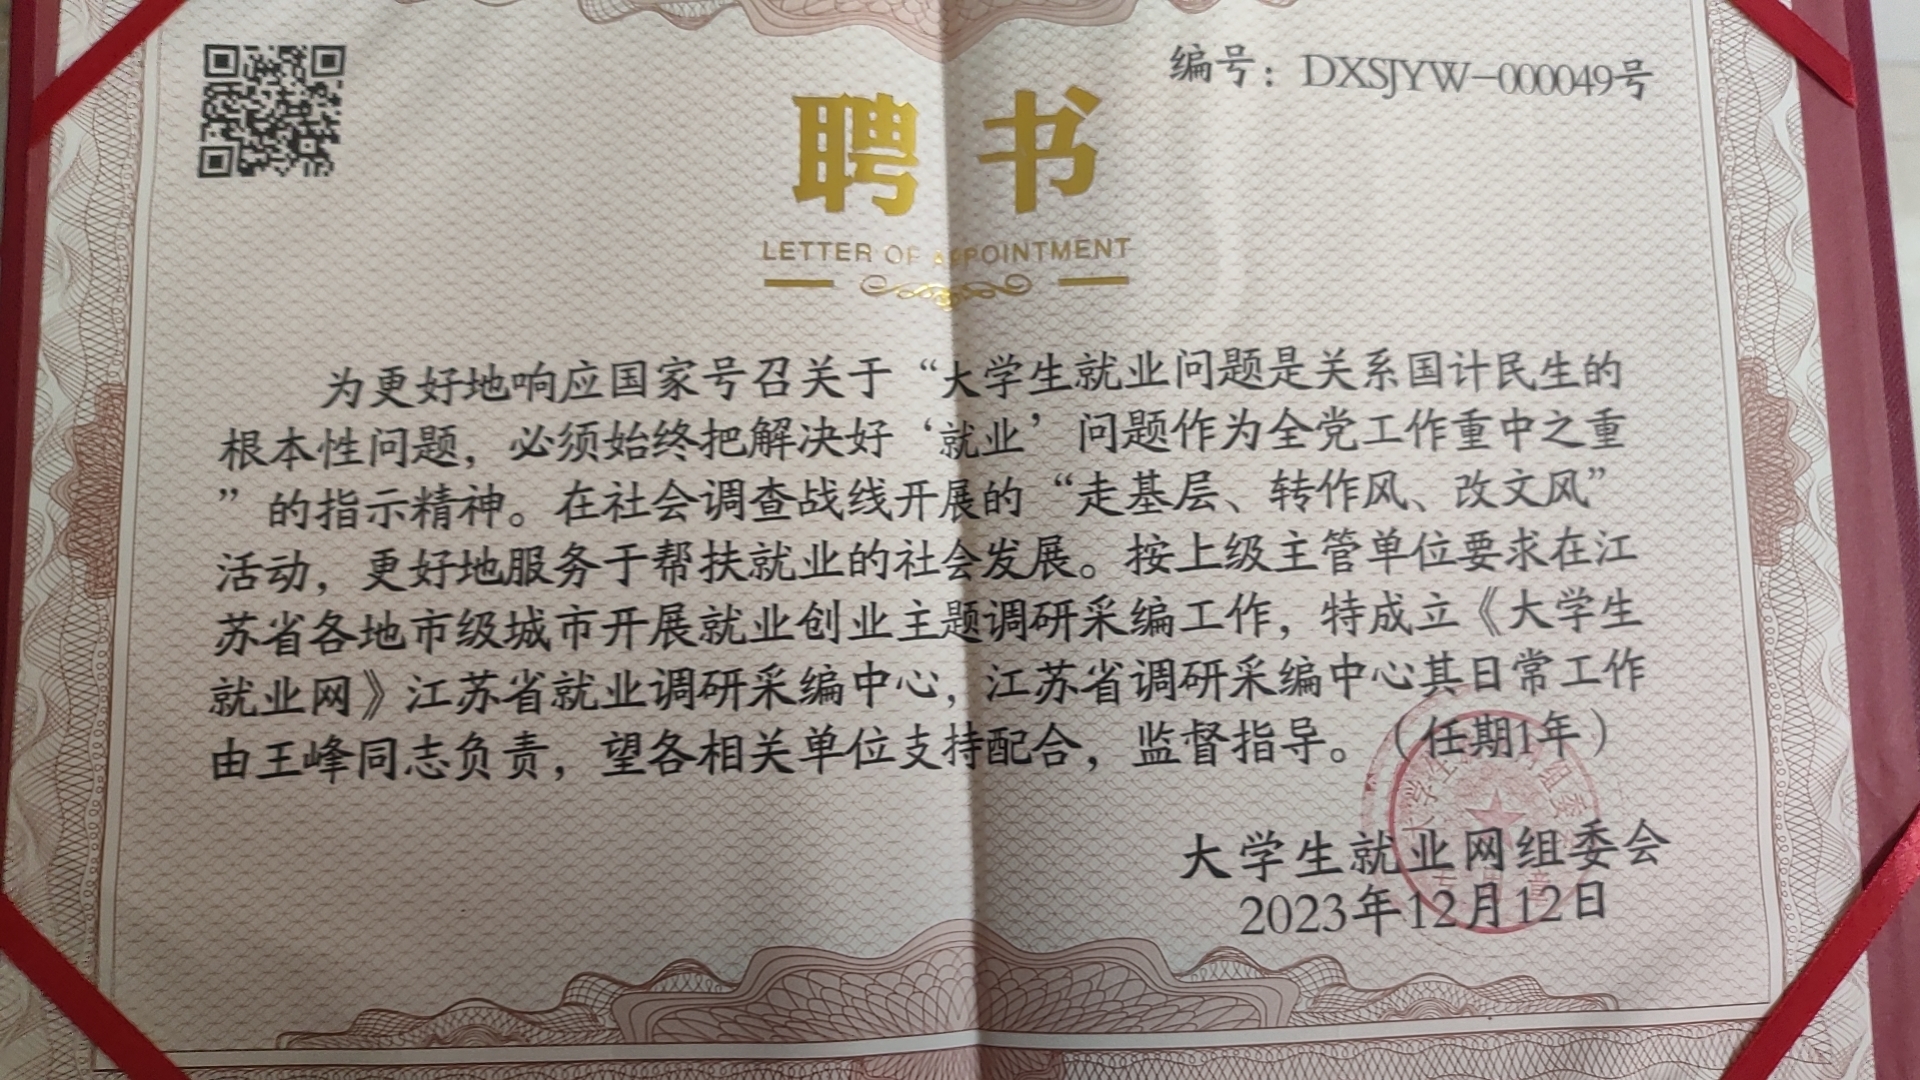 编号：DXSJYW-000049号
聘书
LETTER OF APPOINTMENT
为更好地响应国家号召关于“大学生就业问题是关系国计民生的
根本性问题，必须始终把解决好‘就业’问题作为全党工作重中之重
”的指示精神。在社会调查战线开展的“走基层、转作风、改文风”
活动，更好地服务于帮扶就业的社会发展。按上级主管单位要求在江
苏省各地市级城市开展就业创业主题调研采编工作，特成立《大学生
就业网》江苏省就业调研采编中心，江苏省调研采编中心其日常工作
由王峰同志负责，望各相关单位支持配合，监督指导。（任期1年）
大学生就业网组委会
2023年12月12日